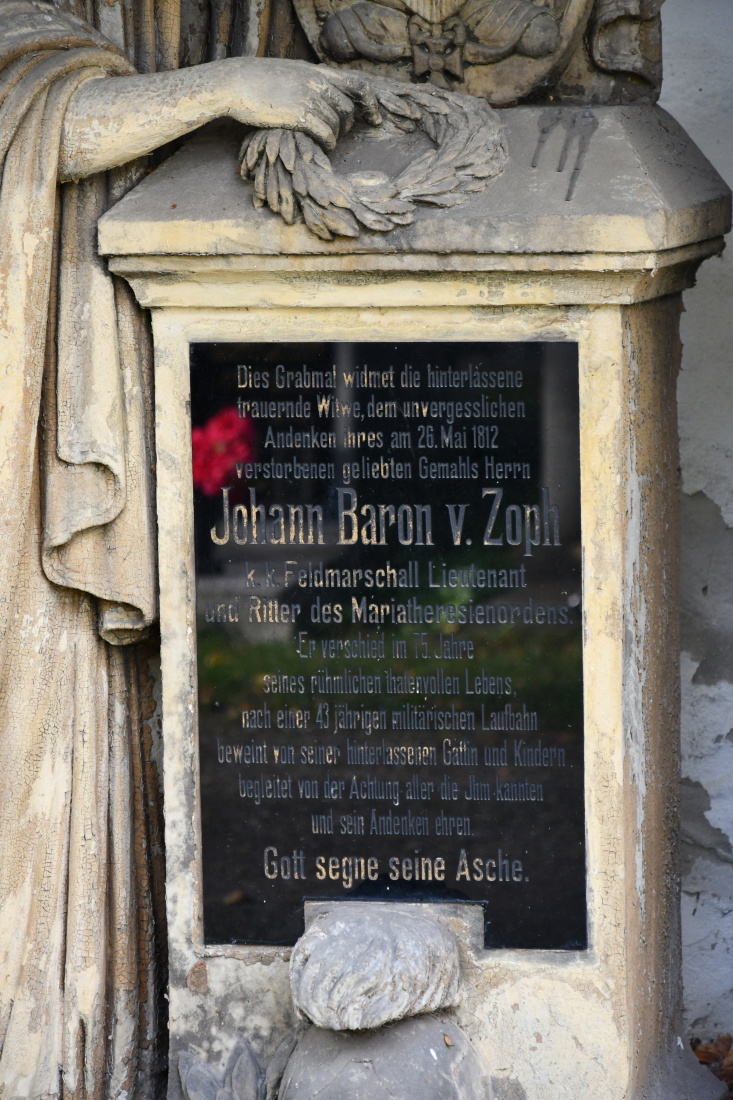 Dies Grabmal widmet die hinterlassene
trauernde Witwe, dem unvergesslichen
Andenken ihres am 26. Mai 1812
verstorbenen geliebten Gemahls Herrn
Johann Baron v. Zoph
k. k. Feldmarschall Lieutenant
und Ritter des Mariatheresienordens.
Er verschied im 75. Jahre
seines rühmlichen thatenvollen Lebens,
nach einer 43 jährigen militärischen Laufbahn
beweint von seiner hinterlassenen Gattin und Kindern.
begleitet von der Achtung aller die Jhm kannten
und sein Andenken ehren.
Gott segne seine Asche.